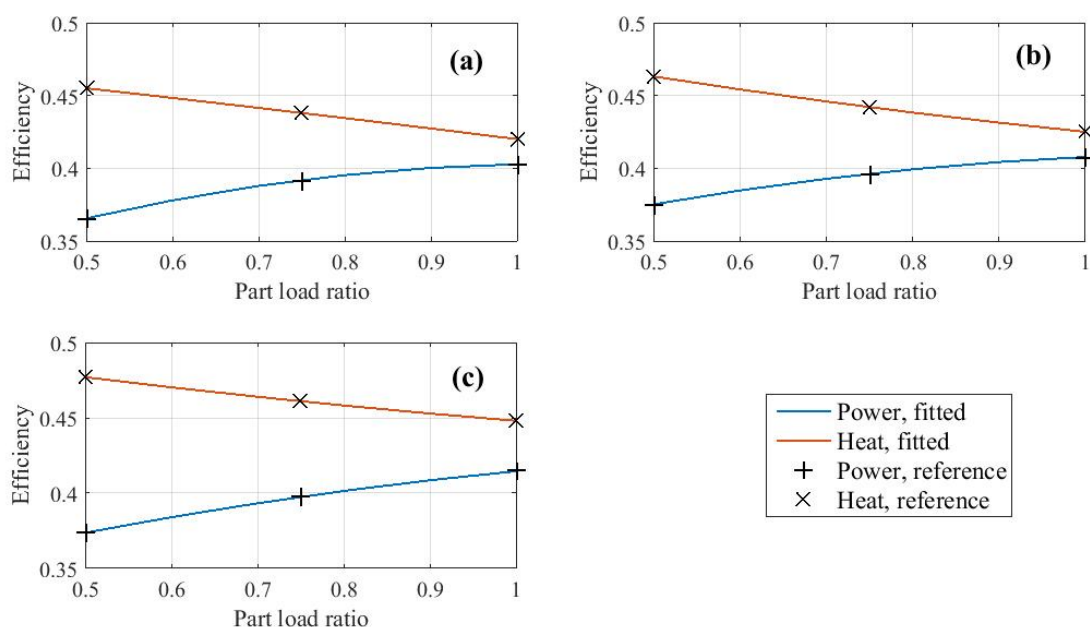 0.5
(a)
0.45
0.4
0.35
Efficiency
0.5 0.6 0.7 0.8 0.9 1
Part load ratio
0.5
(b)
0.45
0.4
0.35
Efficiency
0.5 0.6 0.7 0.8 0.9 1
Part load ratio
0.5
(c)
0.45
0.4
0.35
Efficiency
0.5 0.6 0.7 0.8 0.9 1
Part load ratio
Power, fitted
Heat, fitted
Power, reference
Heat, reference